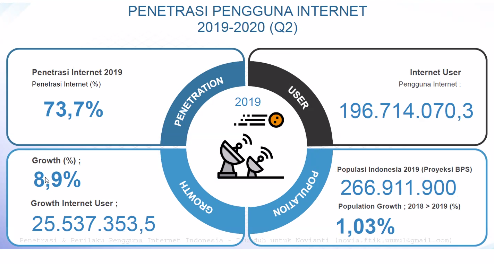 PENETRASI PENGGUNA INTERNET
2019-2020 (Q2)
Penetrasi Internet 2019
Penetrasi Internet (%)
73,7%
PENETRATION
2019
USER
Internet User
Pengguna Internet :
196.714.070,3
Growth (%) ;
8,9%
Growth Internet User ;
25.537.353,5
GROWTH
POPULATION
Populasi Indonesia 2019 (Proyeksi BPS)
266.911.900
Population Growth ; 2018 > 2019 (%)
1,03%